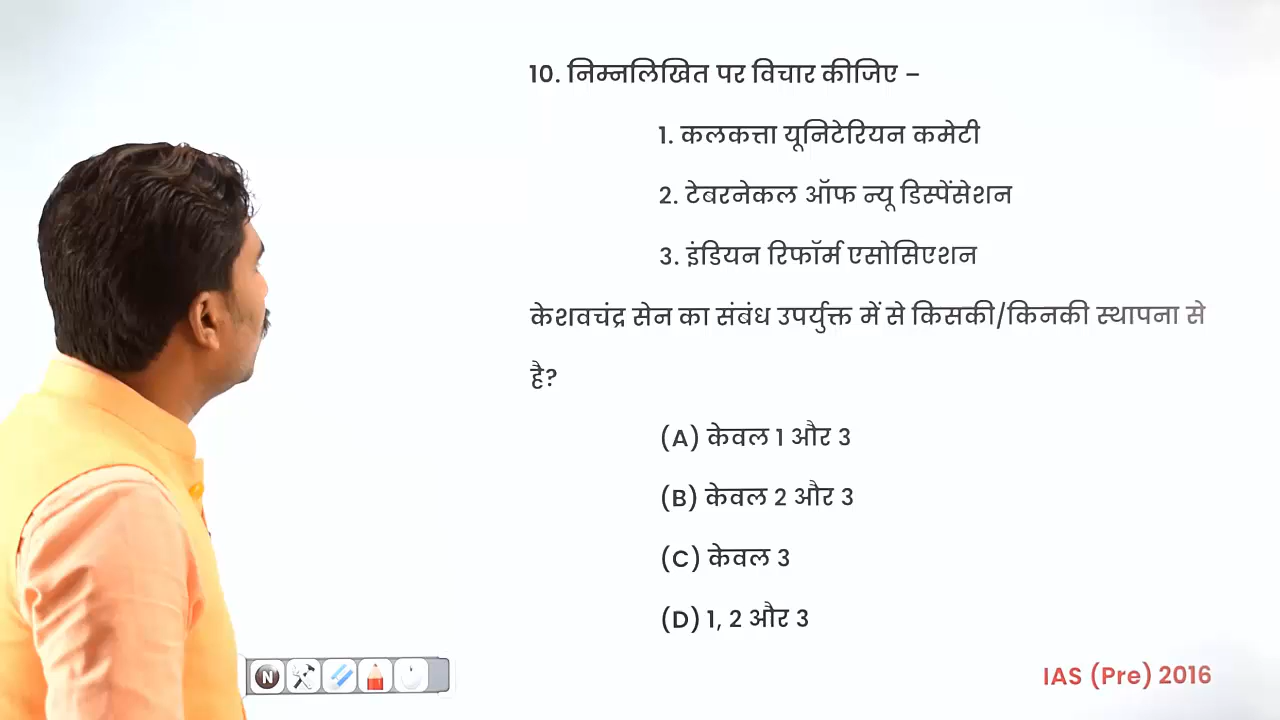 10. निम्नलिखित पर विचार कीजिए –
1. कलकत्ता यूनिटेरियन कमेटी
2. टेबरनेकल ऑफ न्यू डिस्पेंसेशन
3. इंडियन रिफॉर्म एसोसिएशन
केशवचंद्र सेन का संबंध उपर्युक्त में से किसकी/किनकी स्थापना से
है?
(A) केवल 1 और 3
(B) केवल 2 और 3
(C) केवल 3
(D) 1, 2 और 3
N
IAS (Pre) 2016